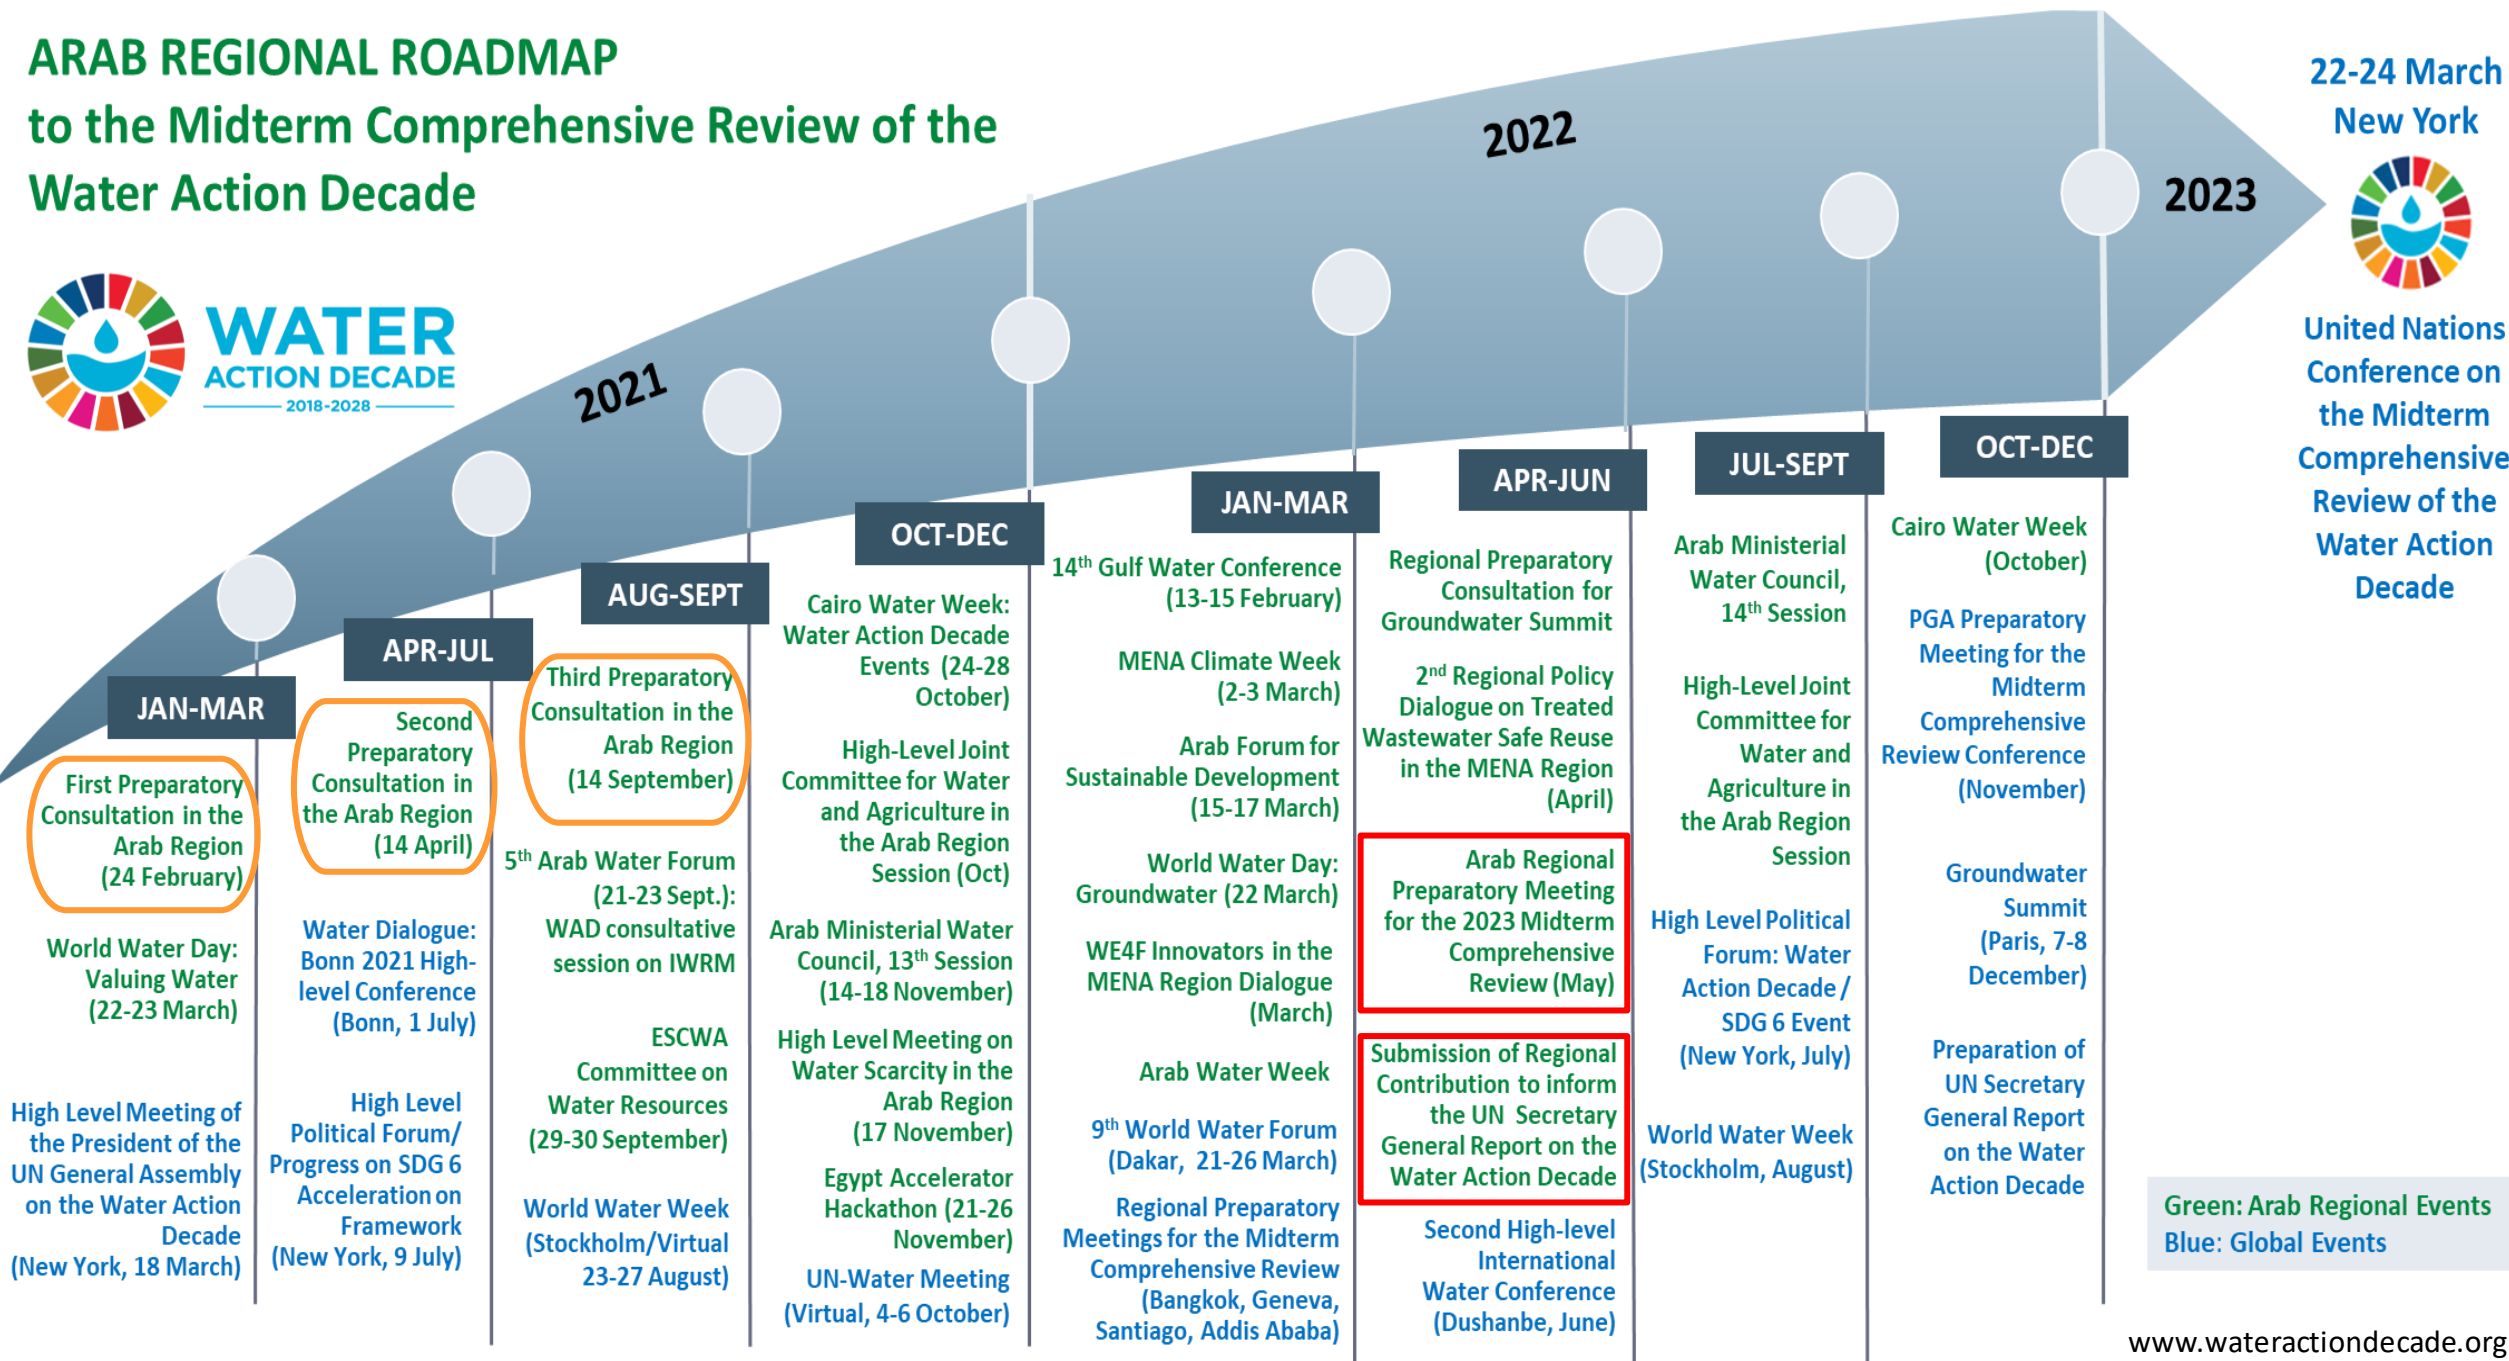 ARAB REGIONAL ROADMAP
to the Midterm Comprehensive Review of the
Water Action Decade
WATER
ACTION DECADE
2018-2028
2021
2022
2023
22-24 March
New York
United Nations
Conference on
the Midterm
Comprehensive
Review of the
Water Action
Decade
JAN-MAR
First Preparatory
Consultation in the
Arab Region
(24 February)
World Water Day:
Valuing Water
(22-23 March)
High Level Meeting of
the President of the
UN General Assembly
on the Water Action
Decade
(New York, 18 March)
APR-JUL
Second
Preparatory
Consultation in
the Arab Region
(14 April)
Water Dialogue:
Bonn 2021 High-
level Conference
(Bonn, 1 July)
High Level
Political Forum/
Progress on SDG 6
Acceleration on
Framework
(New York, 9 July)
AUG-SEPT
Third Preparatory
Consultation in the
Arab Region
(14 September)
5th Arab Water Forum
(21-23 Sept.):
WAD consultative
session on IWRM
ESCWA
Committee on
Water Resources
(29-30 September)
World Water Week
(Stockholm/Virtual
23-27 August)
OCT-DEC
Cairo Water Week:
Water Action Decade
Events (24-28
October)
High-Level Joint
Committee for Water
and Agriculture in
the Arab Region
Session (Oct)
Arab Ministerial Water
Council, 13th Session
(14-18 November)
High Level Meeting on
Water Scarcity in the
Arab Region
(17 November)
Egypt Accelerator
Hackathon (21-26
November)
UN-Water Meeting
(Virtual, 4-6 October)
JAN-MAR
14th Gulf Water Conference
(13-15 February)
MENA Climate Week
(2-3 March)
Arab Forum for
Sustainable Development
(15-17 March)
World Water Day:
Groundwater (22 March)
WE4F Innovators in the
MENA Region Dialogue
(March)
Arab Water Week
9th World Water Forum
(Dakar, 21-26 March)
Regional Preparatory
Meetings for the Midterm
Comprehensive Review
(Bangkok, Geneva,
Santiago, Addis Ababa)
APR-JUN
Regional Preparatory
Consultation for
Groundwater Summit
2nd Regional Policy
Dialogue on Treated
Wastewater Safe Reuse
in the MENA Region
(April)
Arab Regional
Preparatory Meeting
for the 2023 Midterm
Comprehensive
Review (May)
Submission of Regional
Contribution to inform
the UN Secretary
General Report on the
Water Action Decade
Second High-level
International
Water Conference
(Dushanbe, June)
JUL-SEPT
Arab Ministerial
Water Council,
14th Session
High-Level Joint
Committee for
Water and
Agriculture in
the Arab Region
Session
High Level Political
Forum: Water
Action Decade /
SDG 6 Event
(New York, July)
World Water Week
(Stockholm, August)
OCT-DEC
Cairo Water Week
(October)
PGA Preparatory
Meeting for the
Midterm
Comprehensive
Review Conference
(November)
Groundwater
Summit
(Paris, 7-8
December)
Preparation of
UN Secretary
General Report
on the Water
Action Decade
Green: Arab Regional Events
Blue: Global Events
www.wateractiondecade.org